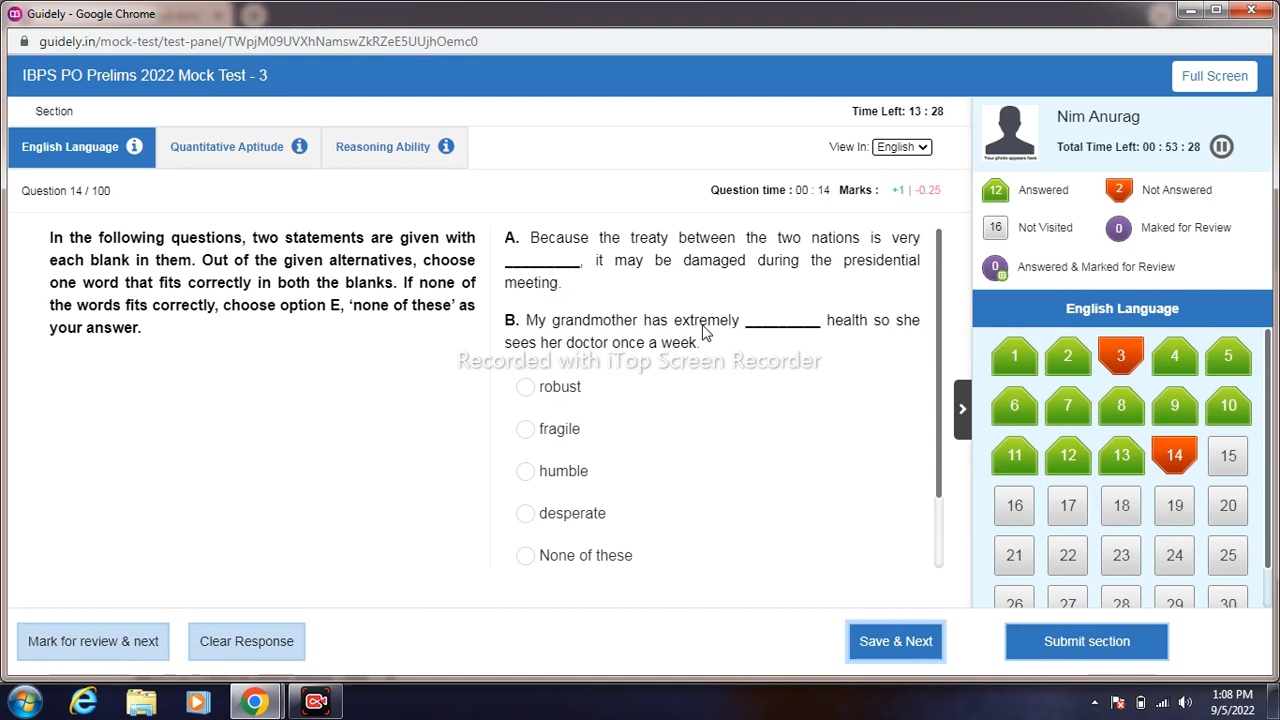 Guidely - Google Chrome
guidely.in/mock-test/test-panel/TWpjM09UVXhNamswZkRZeE5UUjhOemc0
IBPS PO Prelims 2022 Mock Test - 3
Full Screen
Section
Time Left: 13 : 28
English Language
Quantitative Aptitude
Reasoning Ability
View In: English
Question 14 / 100
Question time : 00 : 14 Marks : +1 | -0.25
In the following questions, two statements are given with
each blank in them. Out of the given alternatives, choose
one word that fits correctly in both the blanks. If none of
the words fits correctly, choose option E, ‘none of these’ as
your answer.
A. Because the treaty between the two nations is very
_________, it may be damaged during the presidential
meeting.
B. My grandmother has extremely _________ health so she
sees her doctor once a week.
Recorded with iTop Screen Recorder
robust
fragile
humble
desperate
None of these
Mark for review & next
Clear Response
Save & Next
Nim Anurag
Your photo appears here
Total Time Left: 00 : 53 : 28
12 Answered
2 Not Answered
16 Not Visited
0 Maked for Review
0 Answered & Marked for Review
English Language
1 2 3 4 5
6 7 8 9 10
11 12 13 14 15
16 17 18 19 20
21 22 23 24 25
26 27 28 29 30
Submit section
1:08 PM
9/5/2022